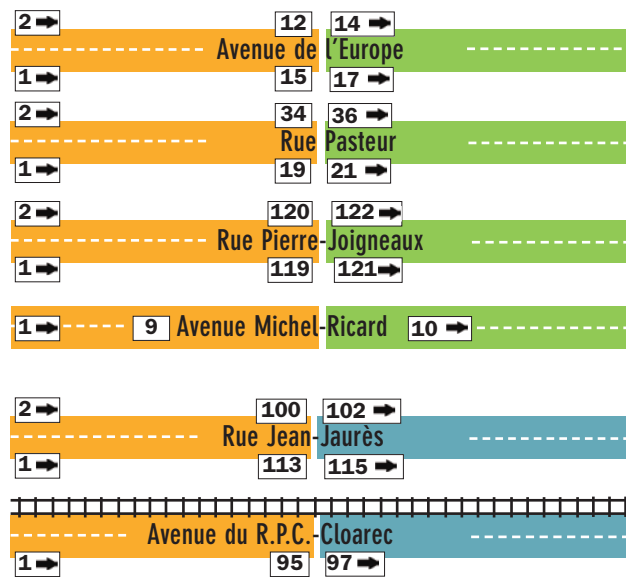 2 12 14
Avenue de l'Europe
1 15 17
2 34 36
Rue Pasteur
1 19 21
2 120 122
Rue Pierre-Joigneaux
1 119 121
1 9 Avenue Michel-Ricard 10
2 100 102
Rue Jean-Jaurès
1 113 115
Avenue du R.P.C.-Cloarec
1 95 97